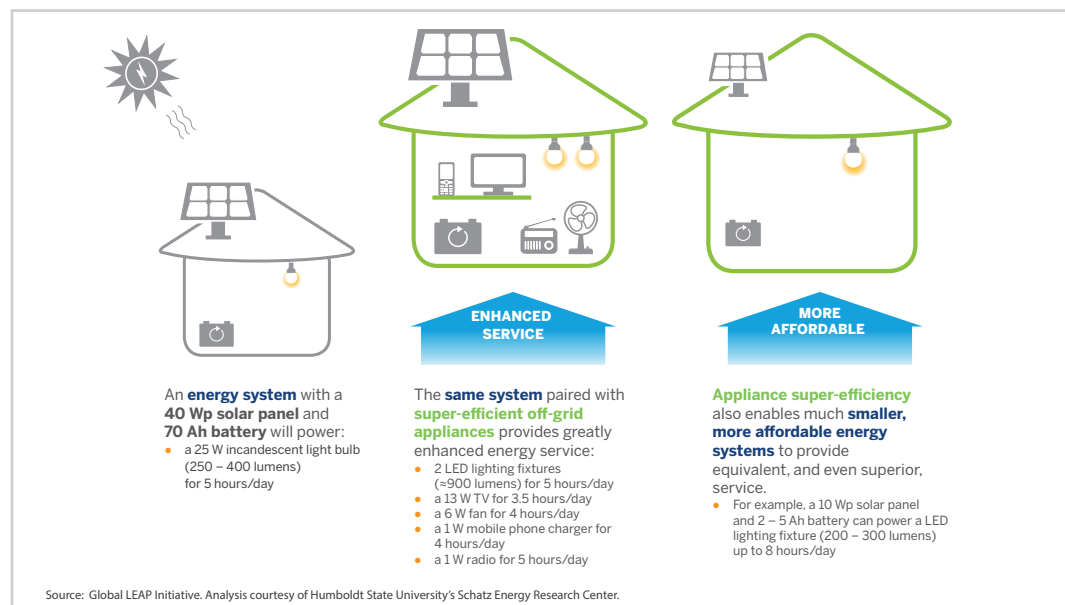 ENHANCED
SERVICE
MORE
AFFORDABLE
An energy system with a
40 Wp solar panel and
70 Ah battery will power:
• a 25 W incandescent light bulb
(250 – 400 lumens)
for 5 hours/day
The same system paired with
super-efficient off-grid
appliances provides greatly
enhanced energy service:
• 2 LED lighting fixtures
(≈900 lumens) for 5 hours/day
• a 13 W TV for 3.5 hours/day
• a 6 W fan for 4 hours/day
• a 1 W mobile phone charger for
4 hours/day
• a 1 W radio for 5 hours/day
Appliance super-efficiency
also enables much smaller,
more affordable energy
systems to provide
equivalent, and even superior,
service.
• For example, a 10 Wp solar panel
and 2 – 5 Ah battery can power a LED
lighting fixture (200 – 300 lumens)
up to 8 hours/day
Source: Global LEAP Initiative. Analysis courtesy of Humboldt State University's Schatz Energy Research Center.